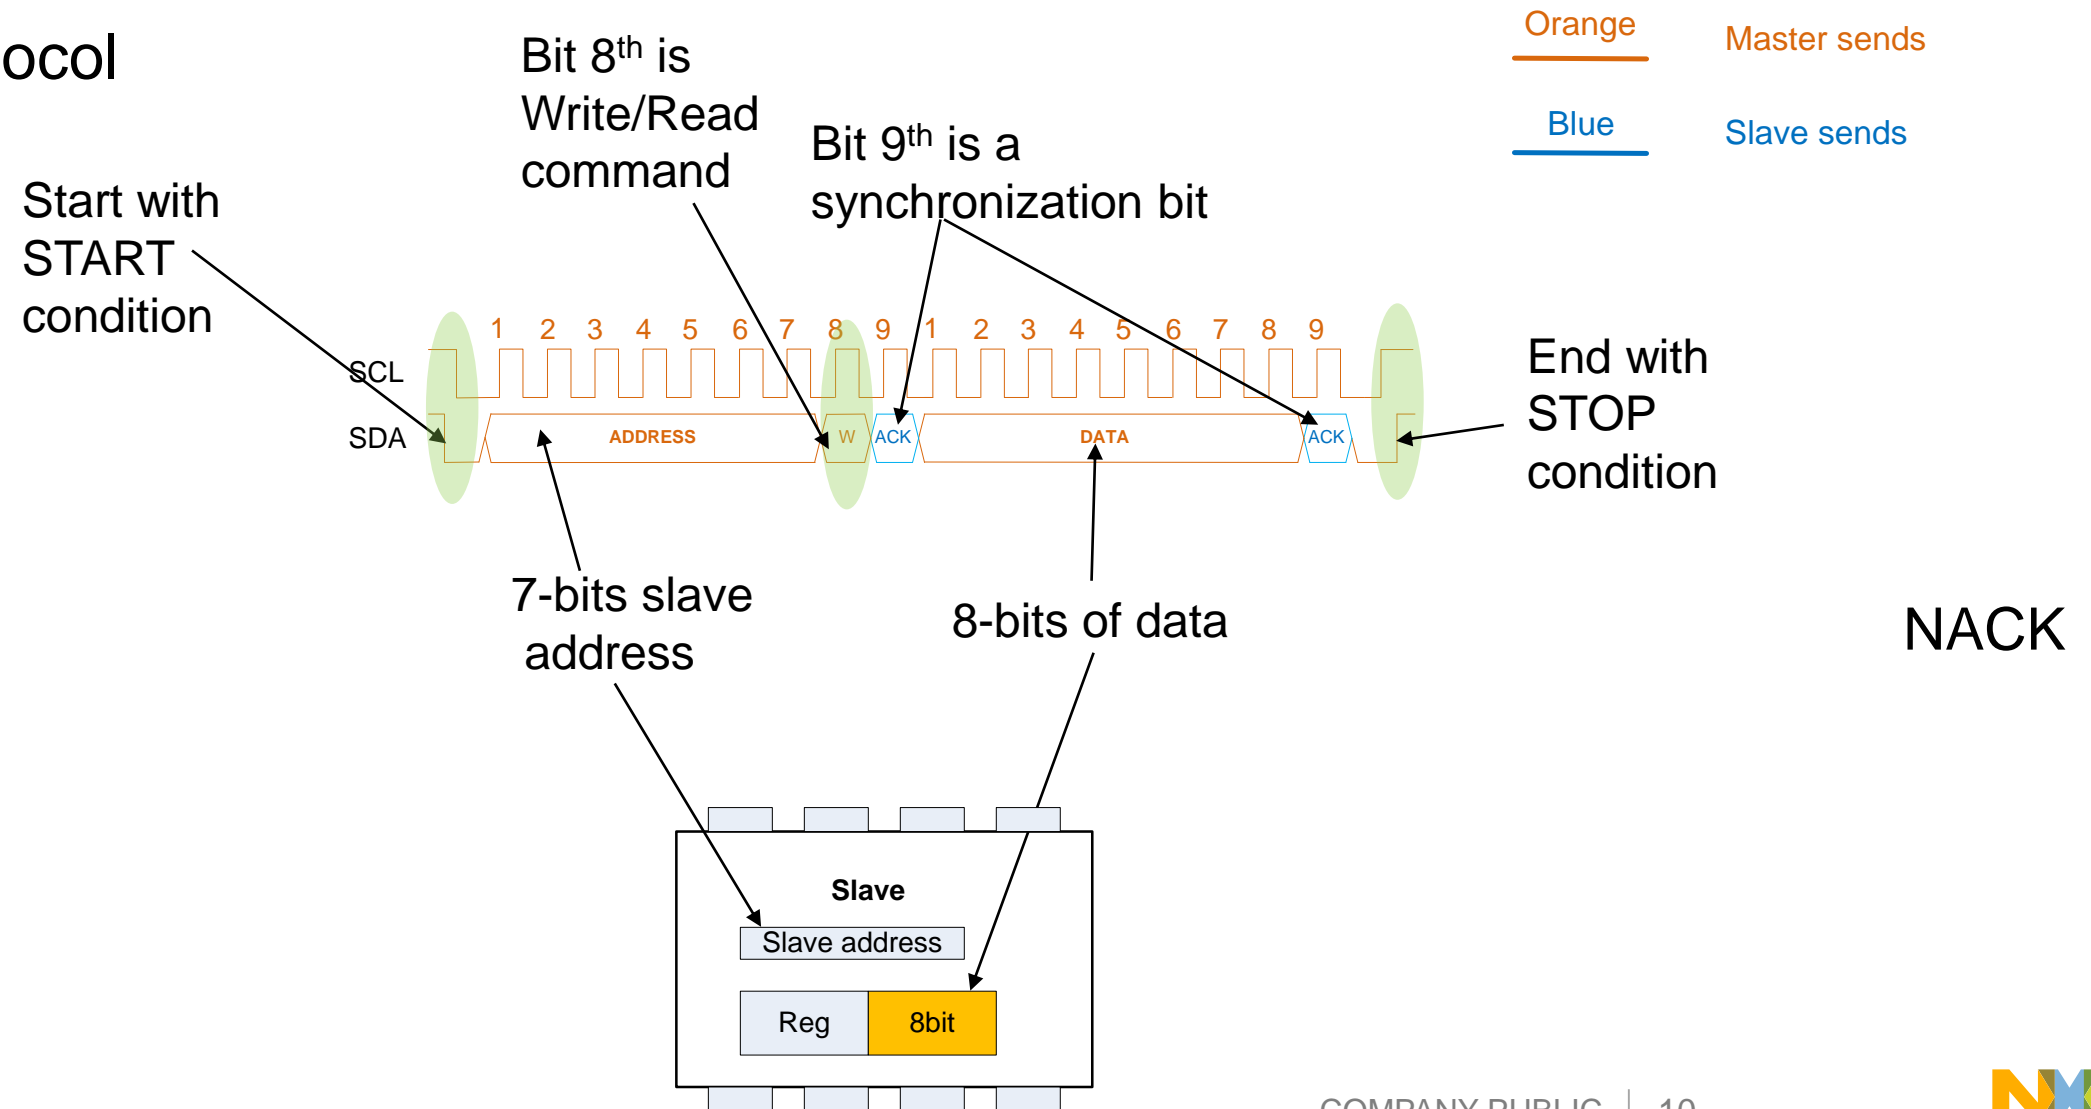 ocol
Orange
Master sends
Blue
Slave sends
Bit 8th is
Write/Read
command
Bit 9th is a
synchronization bit
Start with
START
condition
1 2 3 4 5 6 7 8 9 1 2 3 4 5 6 7 8 9
SCL
SDA
ADDRESS W ACK DATA ACK
End with
STOP
condition
7-bits slave
address
8-bits of data
NACK
Slave
Slave address
Reg 8bit
COMPANY PUBLIC | 10